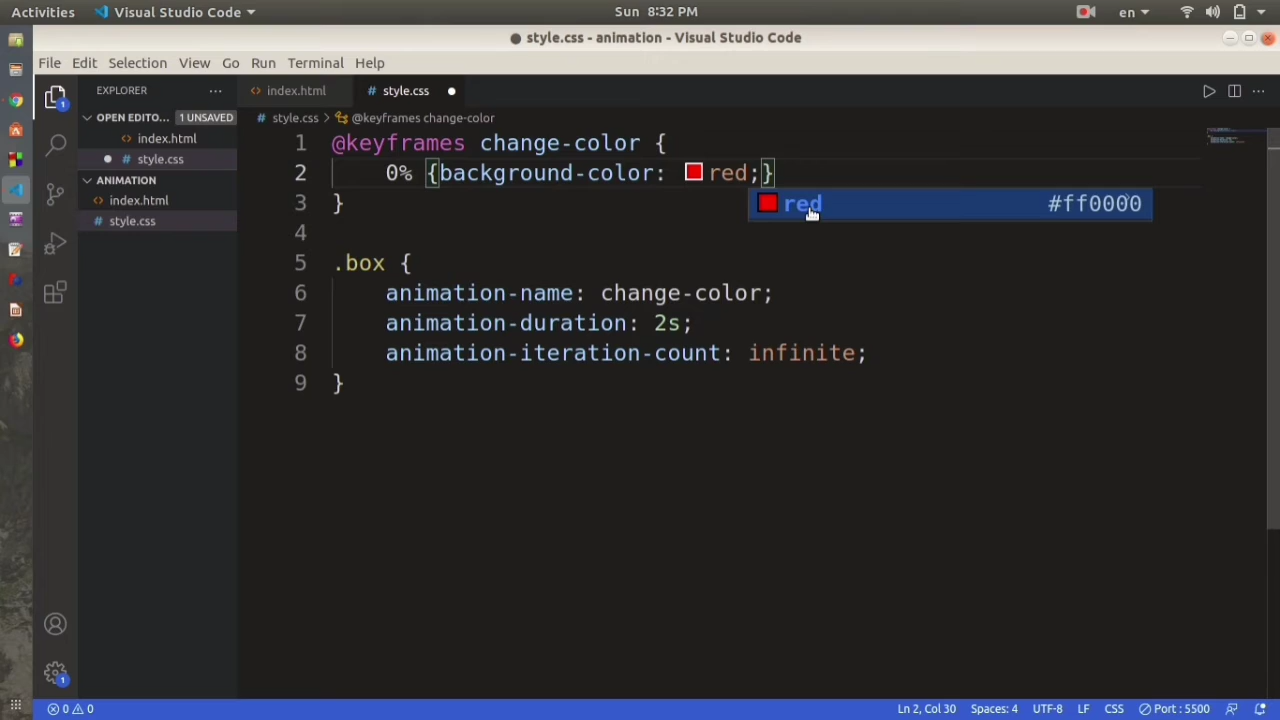 Activities Visual Studio Code Sun 8:32 PM en
style.css - animation - Visual Studio Code
File Edit Selection View Go Run Terminal Help
EXPLORER ··· <> index.html # style.css
OPEN EDITO... 1 UNSAVED
<> index.html
# style.css
ANIMATION
<> index.html
# style.css
# style.css > @keyframes change-color
1 @keyframes change-color {
2 0% {background-color: red;}
red #ff0000
3 }
4
5 .box {
6 animation-name: change-color;
7 animation-duration: 2s;
8 animation-iteration-count: infinite;
9 }
1
1
0 0 Ln 2, Col 30 Spaces: 4 UTF-8 LF CSS Port : 5500